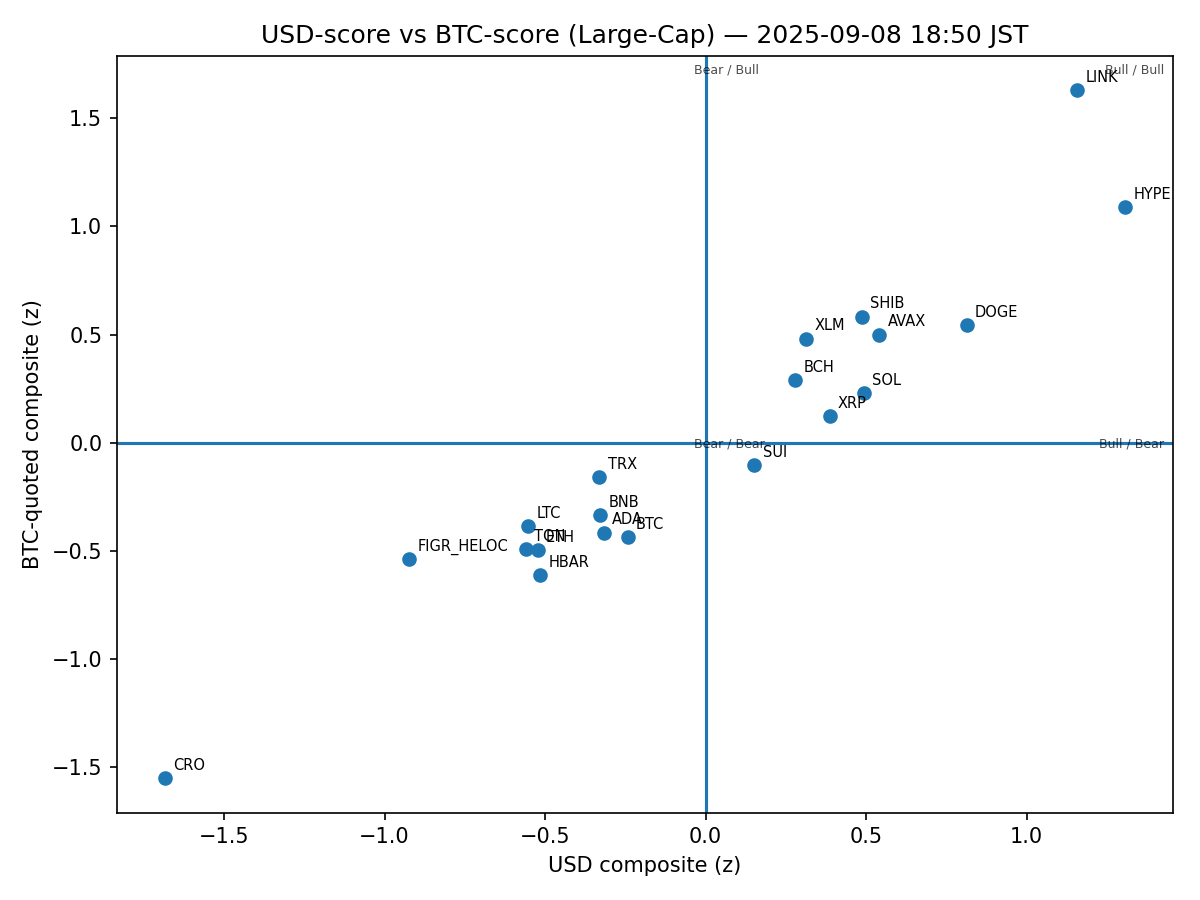 USD-score vs BTC-score (Large-Cap) — 2025-09-08 18:50 JST
Bear / Bull
Bull / Bull
LINK
HYPE
SHIB
DOGE
XLM
AVAX
BCH
SOL
XRP
Bear / Bear
Bull / Bear
SUI
TRX
BNB
LTC
ADA
BTC
TON
ETH
FIGR_HELOC
HBAR
CRO
1.5
1.0
0.5
0.0
−0.5
−1.0
−1.5
BTC-quoted composite (z)
−1.5
−1.0
−0.5
0.0
0.5
1.0
USD composite (z)